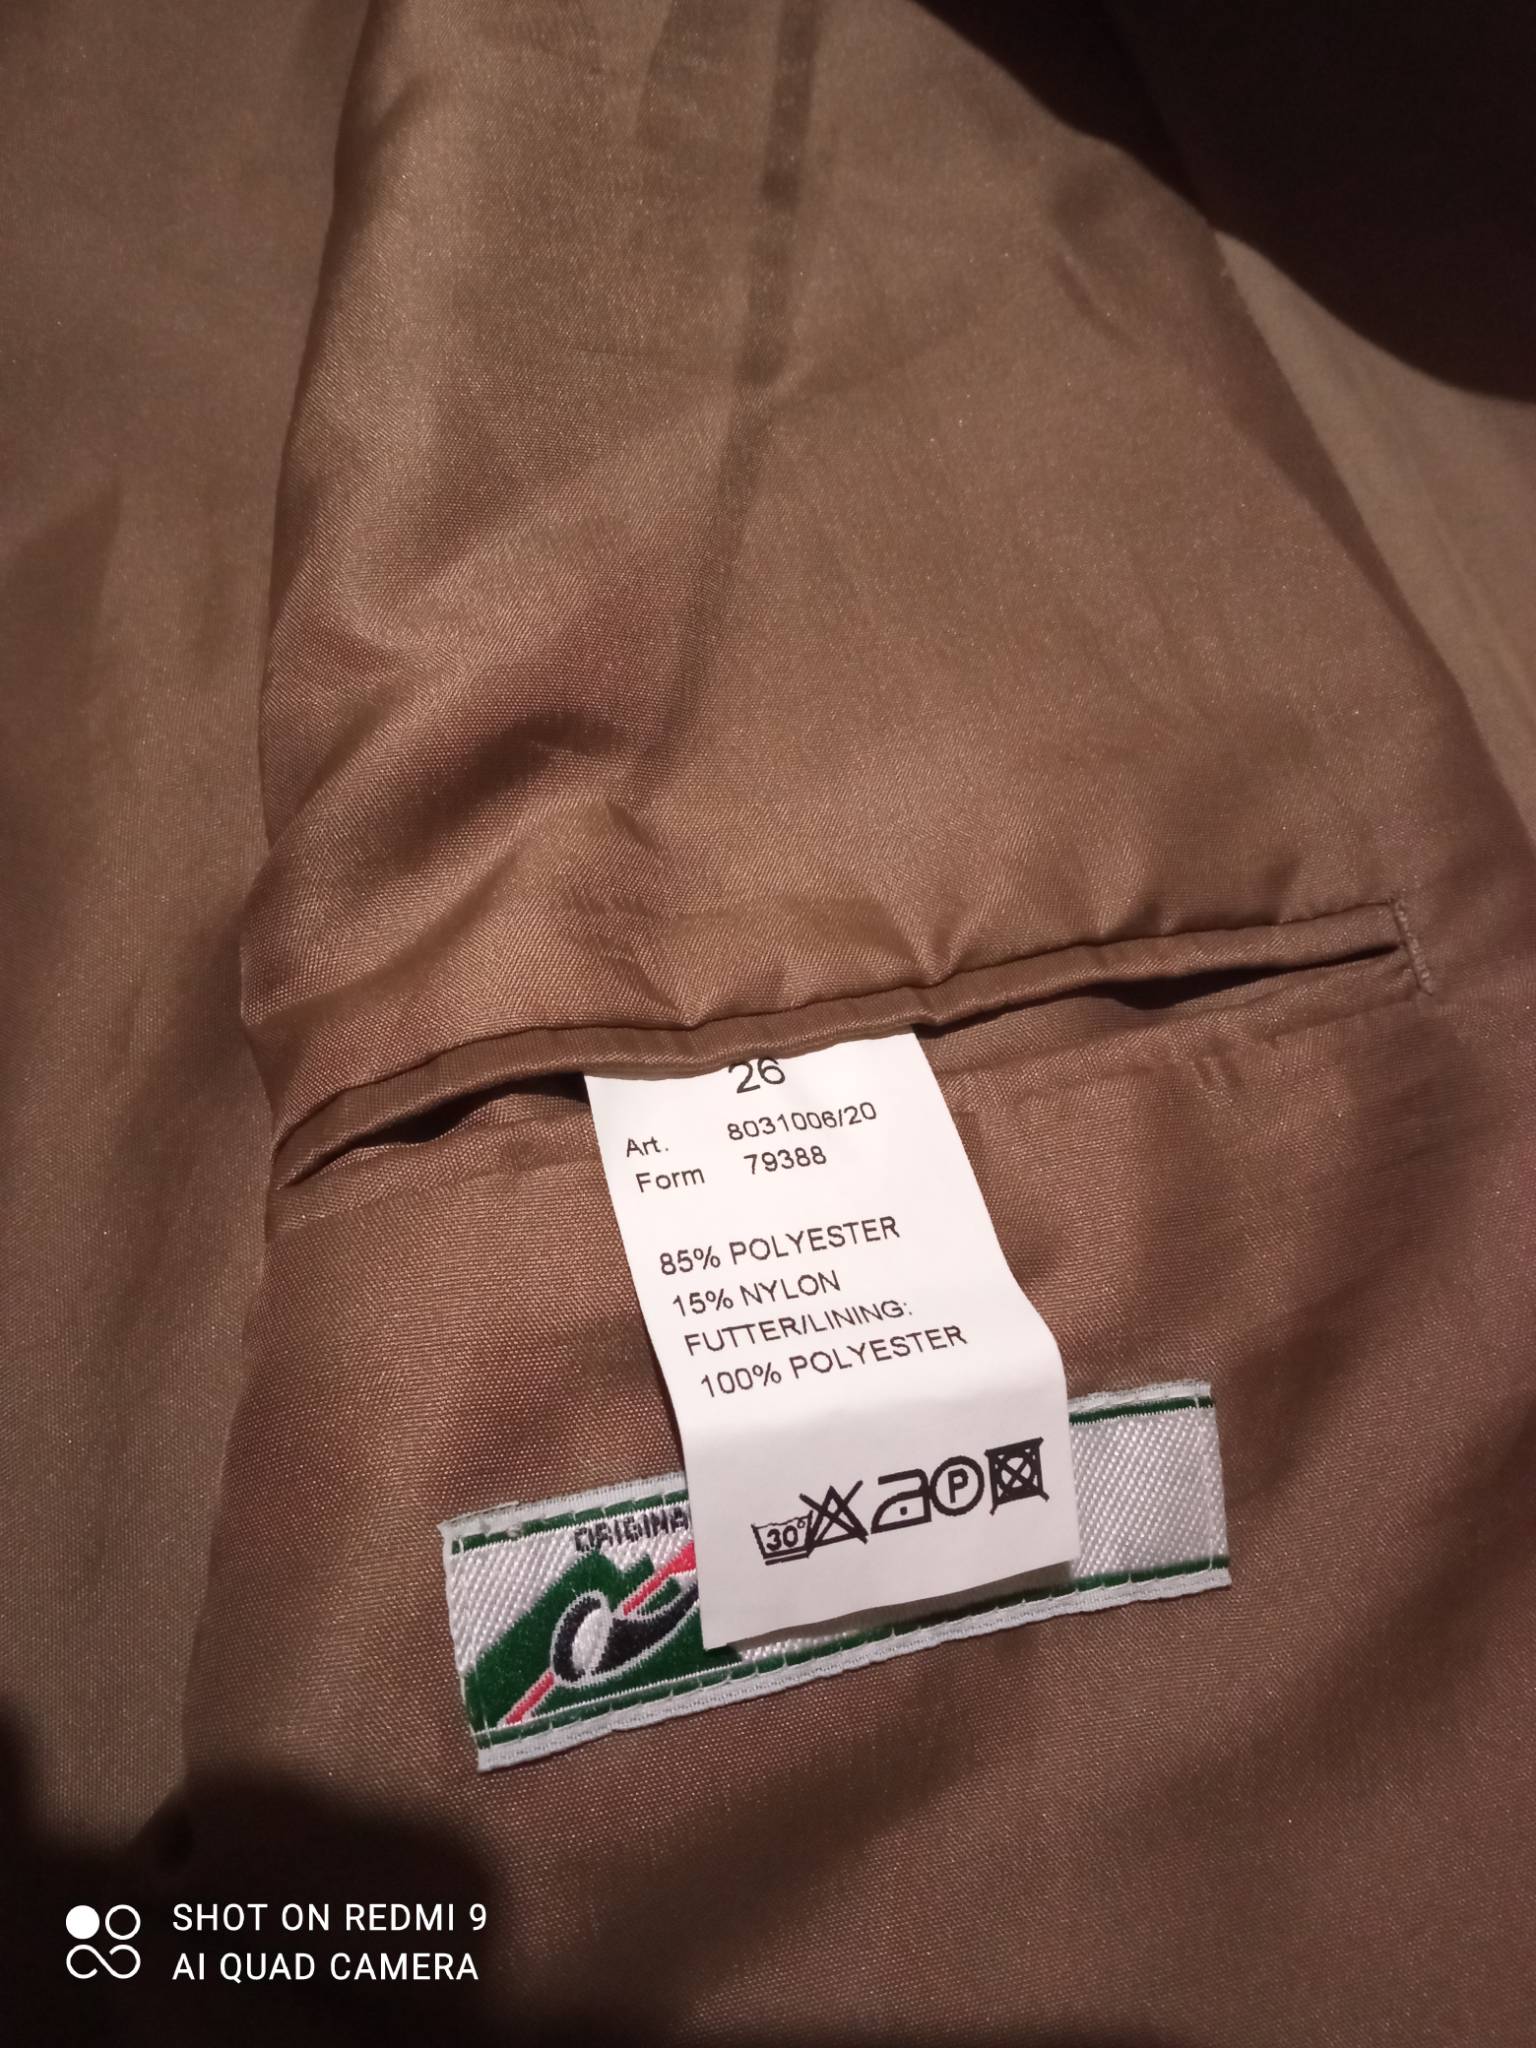 26
Art. 8031006/20
Form 79388
85% POLYESTER
15% NYLON
FUTTER/LINING:
100% POLYESTER
30°
P
ORIGINA
SHOT ON REDMI 9
AI QUAD CAMERA